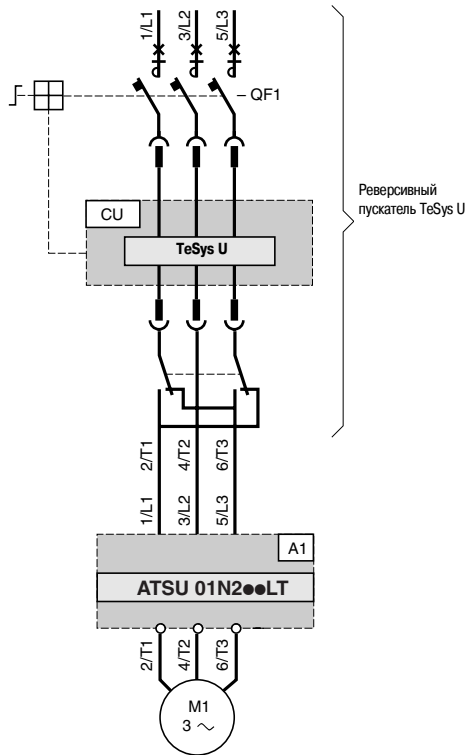 1/L1
3/L2
5/L3
QF1
CU
TeSys U
Реверсивный
пускатель TeSys U
2/T1
4/T2
6/T3
1/L1
3/L2
5/L3
A1
ATSU 01N2●●LT
2/T1
4/T2
6/T3
M1
3 ~